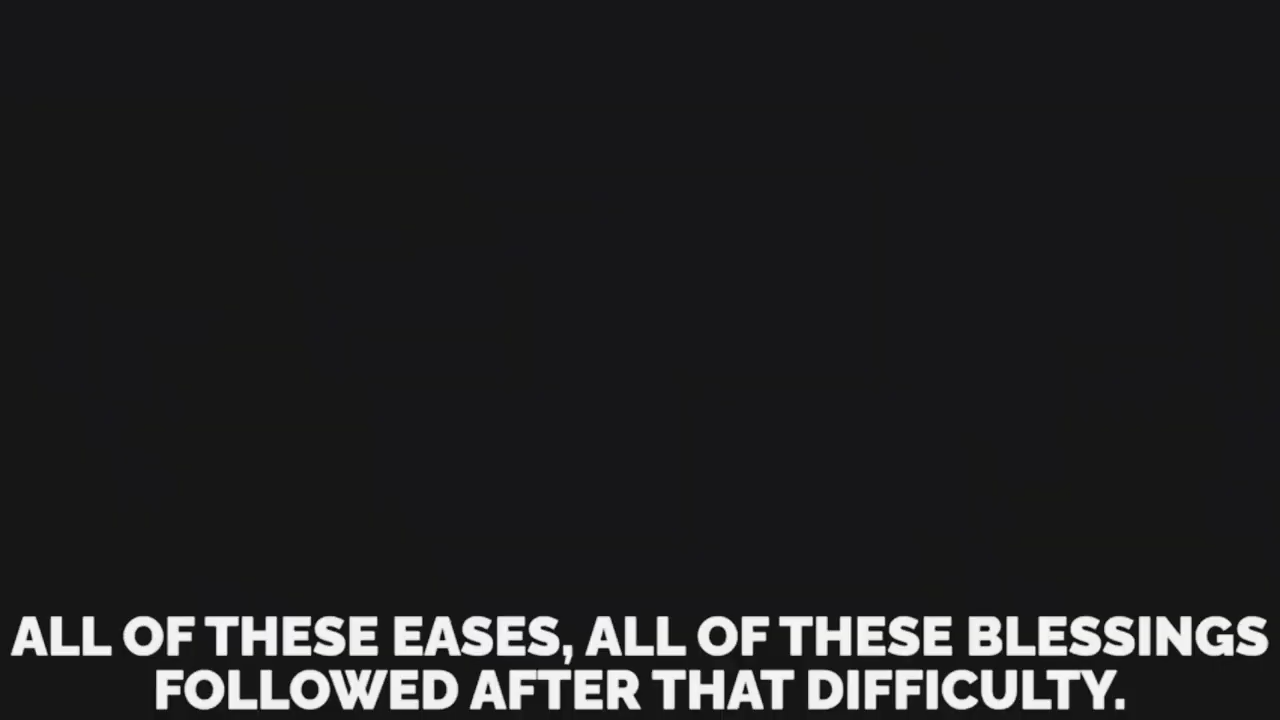 ALL OF THESE EASES, ALL OF THESE BLESSINGS
FOLLOWED AFTER THAT DIFFICULTY.